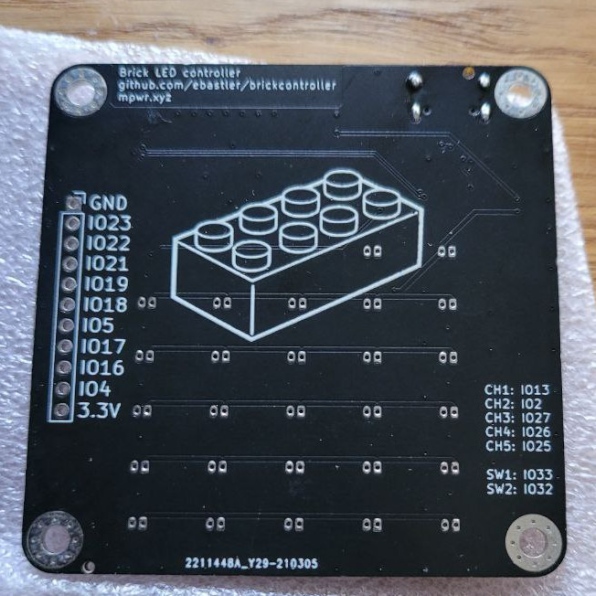 Brick LED controller
github.com/ebastler/brickcontroller
mpwr.xyz
GND
IO23
IO22
IO21
IO19
IO18
IO5
IO17
IO16
IO4
3.3V
CH1: IO13
CH2: IO2
CH3: IO27
CH4: IO26
CH5: IO25
SW1: IO33
SW2: IO32
2211448A_Y29-210305